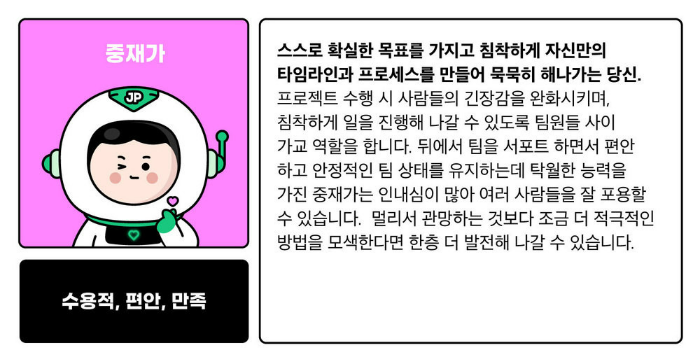 중재가
JP
수용적, 편안, 만족
스스로 확실한 목표를 가지고 침착하게 자신만의
타임라인과 프로세스를 만들어 묵묵히 해나가는 당신.
프로젝트 수행 시 사람들의 긴장감을 완화시키며,
침착하게 일을 진행해 나갈 수 있도록 팀원들 사이
가교 역할을 합니다. 뒤에서 팀을 서포트 하면서 편안
하고 안정적인 팀 상태를 유지하는데 탁월한 능력을
가진 중재가는 인내심이 많아 여러 사람들을 잘 포용할
수 있습니다. 멀리서 관망하는 것보다 조금 더 적극적인
방법을 모색한다면 한층 더 발전해 나갈 수 있습니다.